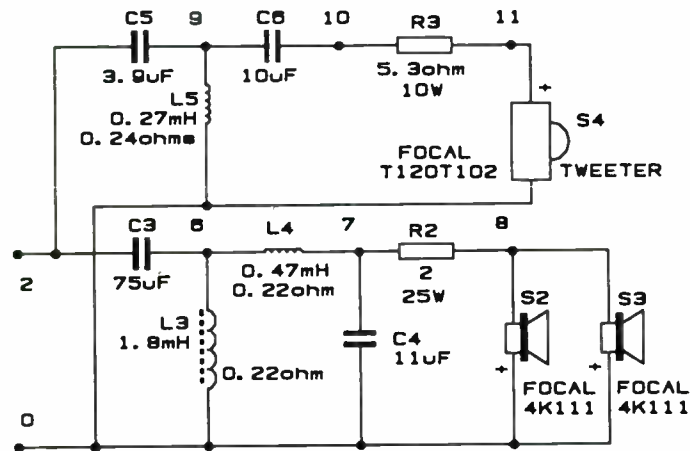 C5
9
C6
10
R3
11
3.9uF
10uF
5.3ohm
10W
L5
0.27mH
0.24ohms
+
S4
FOCAL
T120T102
TWEETER
C3
6
L4
7
R2
8
2
75uF
0.47mH
0.22ohm
2
25W
S2
S3
L3
1.8mH
0.22ohm
C4
11uF
+
+
FOCAL
4K111
FOCAL
4K111
0